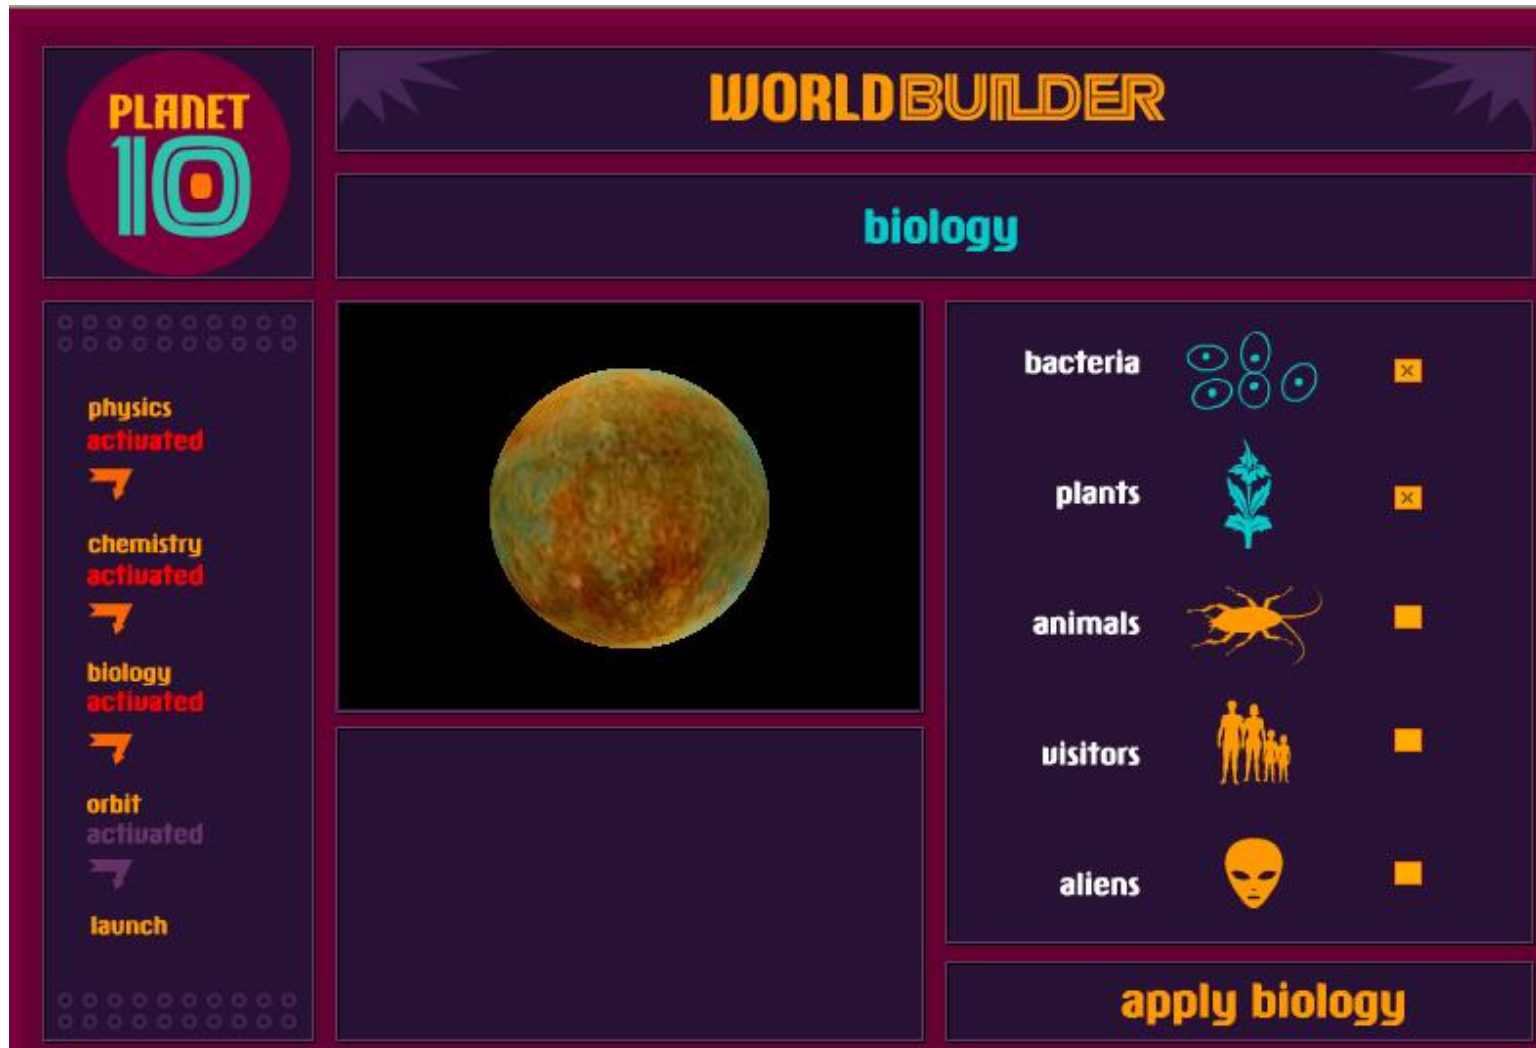 PLANET
10
WORLDBUILDER
biology
physics
activated
chemistry
activated
biology
activated
orbit
activated
launch
bacteria
plants
animals
visitors
aliens
apply biology